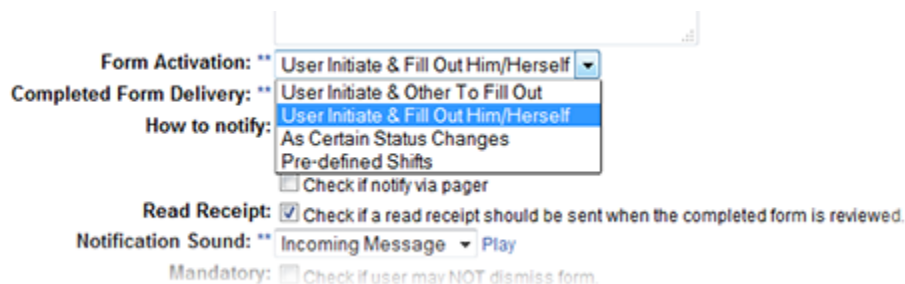 Form Activation: ** User Initiate & Fill Out Him/Herself
Completed Form Delivery: ** User Initiate & Other To Fill Out
User Initiate & Fill Out Him/Herself
How to notify:
As Certain Status Changes
Pre-defined Shifts
Check if notify via pager
Read Receipt: Check if a read receipt should be sent when the completed form is reviewed.
Notification Sound: ** Incoming Message Play
Mandatory: Check if user may NOT dismiss form.